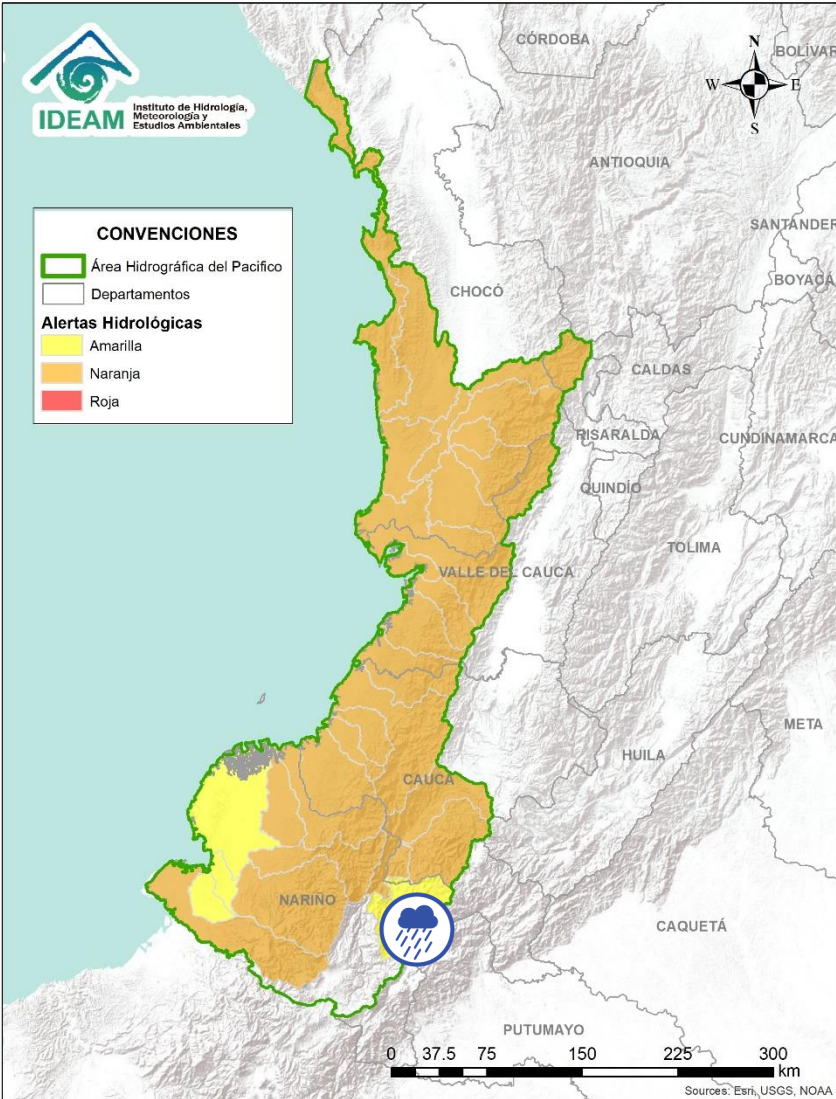 IDEAM
Instituto de Hidrología,
Meteorología y
Estudios Ambientales
N
W
E
S
CÓRDOBA
BOLÍVAR
ANTIOQUIA
SANTANDER
BOYACÁ
CHOCÓ
CALDAS
RISARALDA
CUNDINAMARCA
QUINDÍO
TOLIMA
VALLE DEL CAUCA
META
HUILA
CAUCA
NARIÑO
CAQUETÁ
PUTUMAYO
CONVENCIONES
Área Hidrográfica del Pacifico
Departamentos
Alertas Hidrológicas
Amarilla
Naranja
Roja
0 37.5 75 150 225 300
km
Sources: Esri, USGS, NOAA